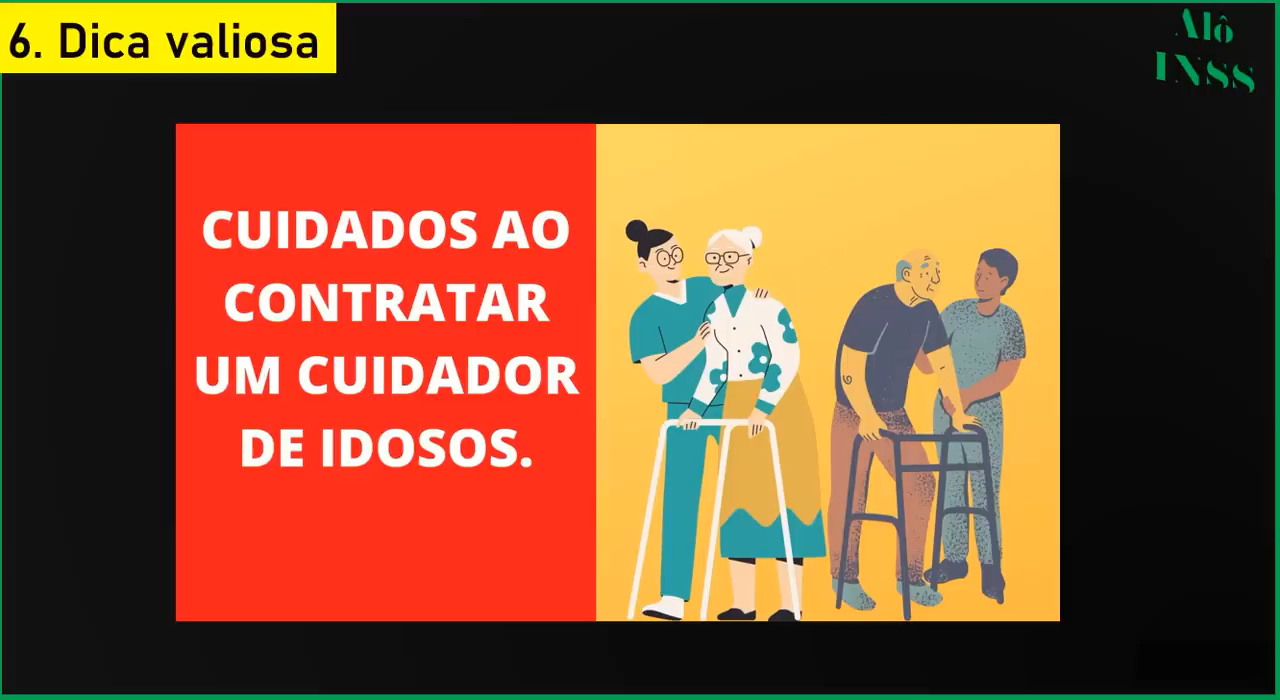 6. Dica valiosa
Alô
INSS
CUIDADOS AO
CONTRATAR
UM CUIDADOR
DE IDOSOS.